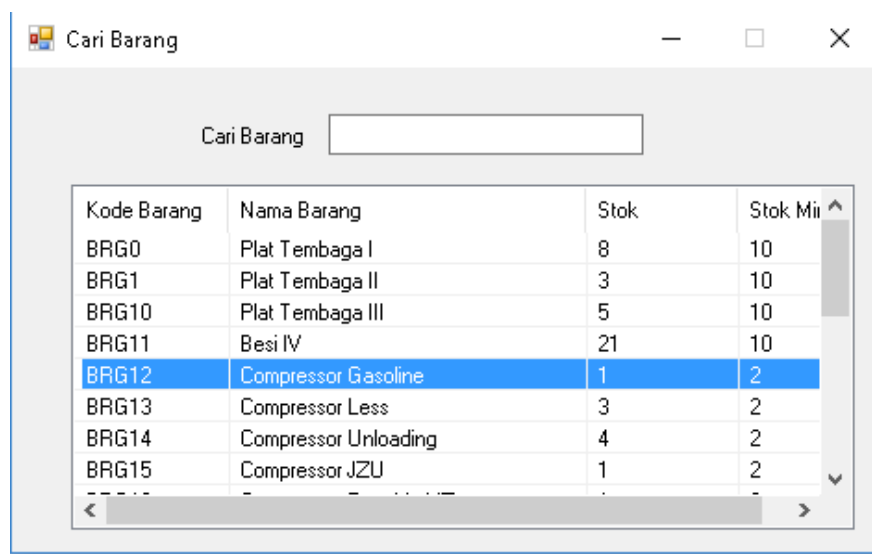 Cari Barang
Cari Barang
Kode Barang Nama Barang Stok Stok
BRG0 Plat Tembaga I 8 10
BRG1 Plat Tembaga II 3 10
BRG10 Plat Tembaga III 5 10
BRG11 Besi IV 21 10
BRG12 Compressor Gasoline 1 2
BRG13 Compressor Less 3 2
BRG14 Compressor Unloading 4 2
BRG15 Compressor JZU 1 2